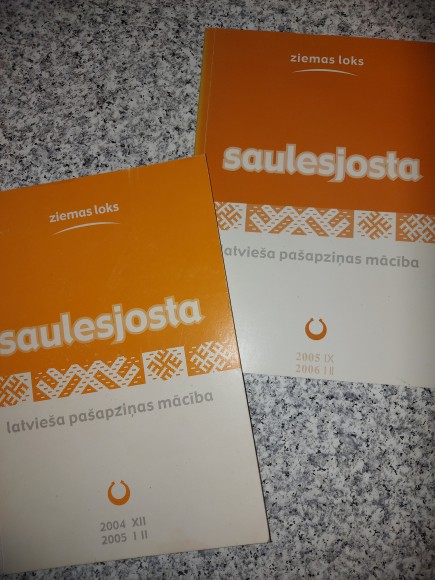 ziemas loks
saulesjosta
latvieša pašapziņas mācība
2004 XII
2005 I II
ziemas loks
saulesjosta
latvieša pašapziņas mācība
2005 IX
2006 I II